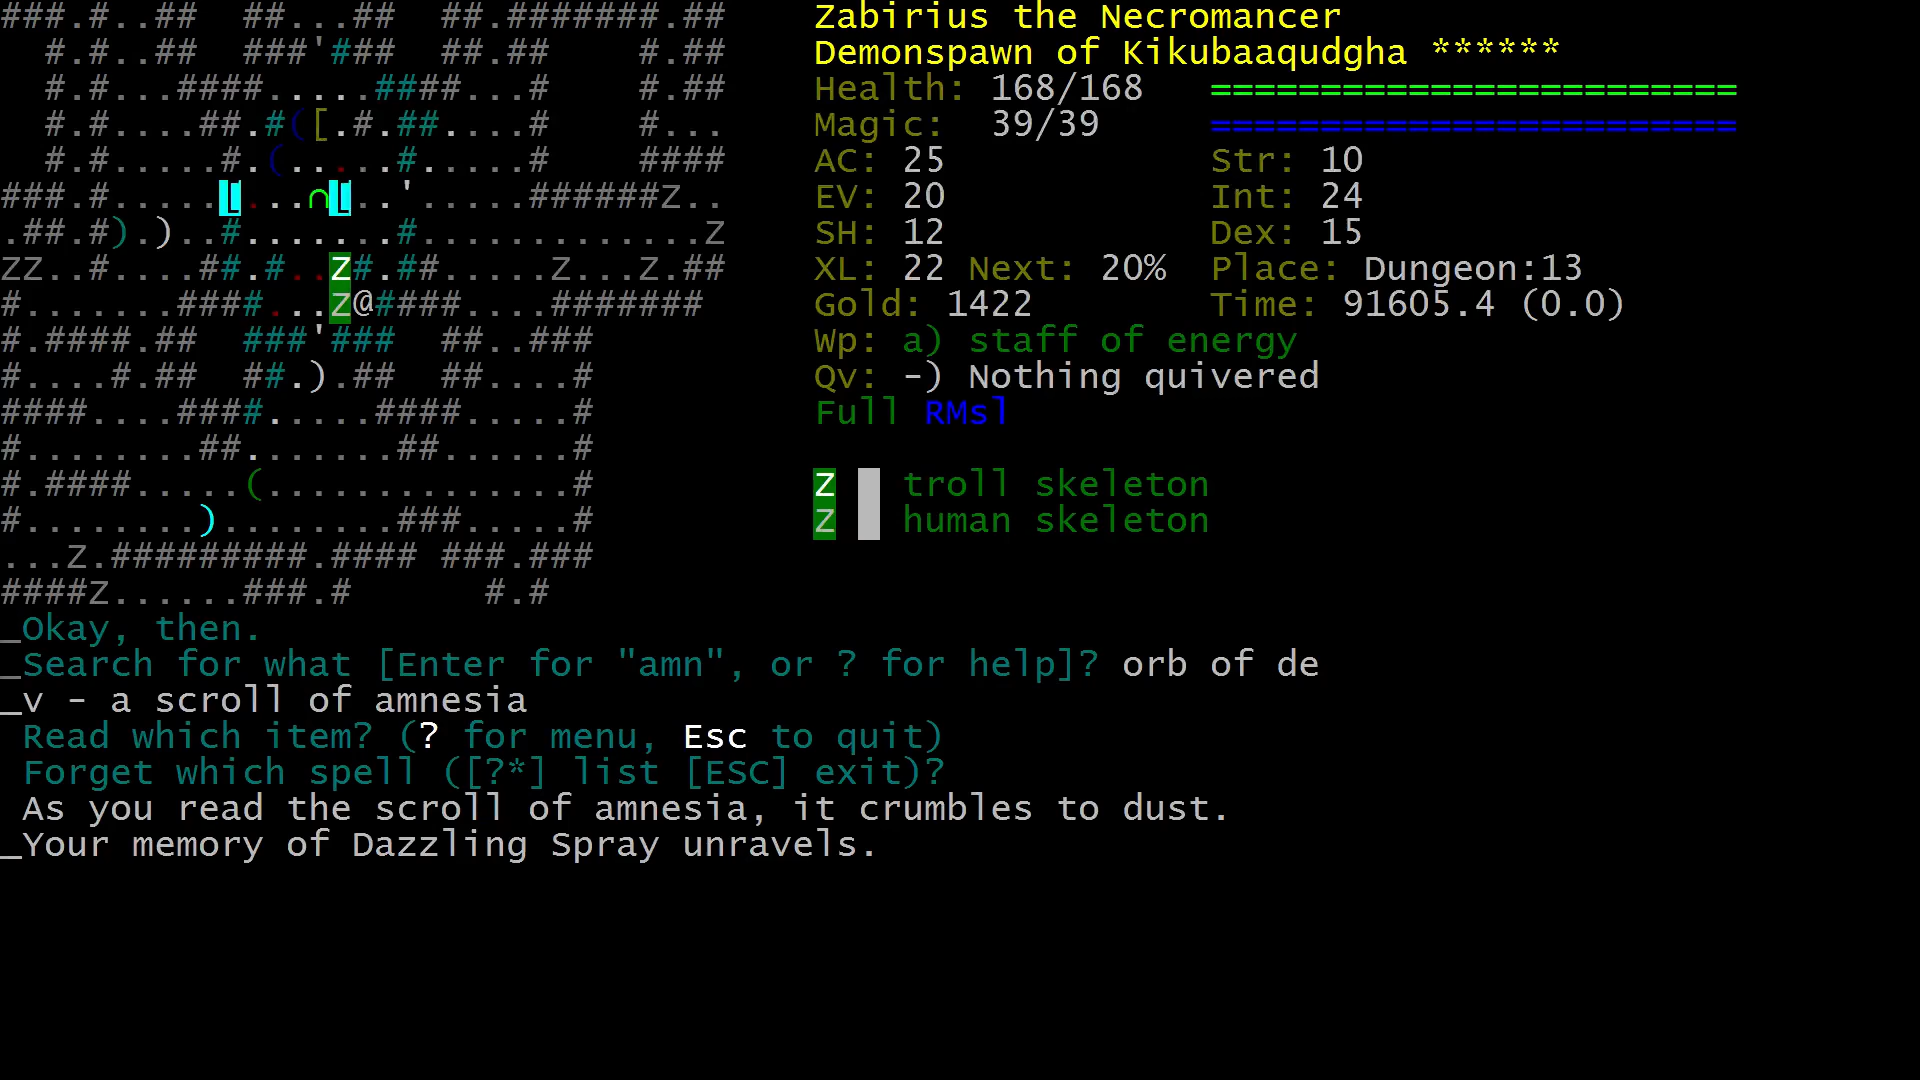 ###.#..##  ##...##  ##.#######.##
  #.#..##  ###'####  ##.##    #.##
  #.#...####.....####...#    #.##
  #.#....##.#([.#.##....#    #...
  #.#.....#.(.....#.....#    ####
###.#.....[....∩[..'.....######Z..
.##.#).)..#.......#.............Z
ZZ..#....##.#..Z#.##.....Z...Z.##
#.......####...Z@####....#######
#.####.##  ###'###  ##..###
#....#.##  ##.).##  ##....#
####....####.....####.....#
#........##.......##......#
#.####.....(..............#
#........)........###.....#
...Z.#########.#### ###.###
####Z......###.#      #.#
Zabirius the Necromancer
Demonspawn of Kikubaaqudgha ******
Health: 168/168 ========================
Magic:  39/39 ========================
AC: 25 Str: 10
EV: 20 Int: 24
SH: 12 Dex: 15
XL: 22 Next: 20% Place: Dungeon:13
Gold: 1422 Time: 91605.4 (0.0)
Wp: a) staff of energy
Qv: -) Nothing quivered
Full RMsl
Z troll skeleton
Z human skeleton
_Okay, then.
_Search for what [Enter for "amn", or ? for help]? orb of de
_v - a scroll of amnesia
Read which item? (? for menu, Esc to quit)
Forget which spell ([?*] list [ESC] exit)?
As you read the scroll of amnesia, it crumbles to dust.
_Your memory of Dazzling Spray unravels.